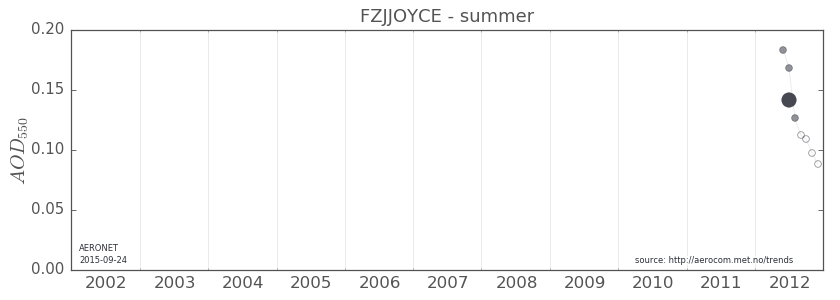 FZJJOYCE - summer
0.20
0.15
0.10
0.05
0.00
AOD550
AERONET
2015-09-24
source: http://aerocom.met.no/trends
2002 2003 2004 2005 2006 2007 2008 2009 2010 2011 2012